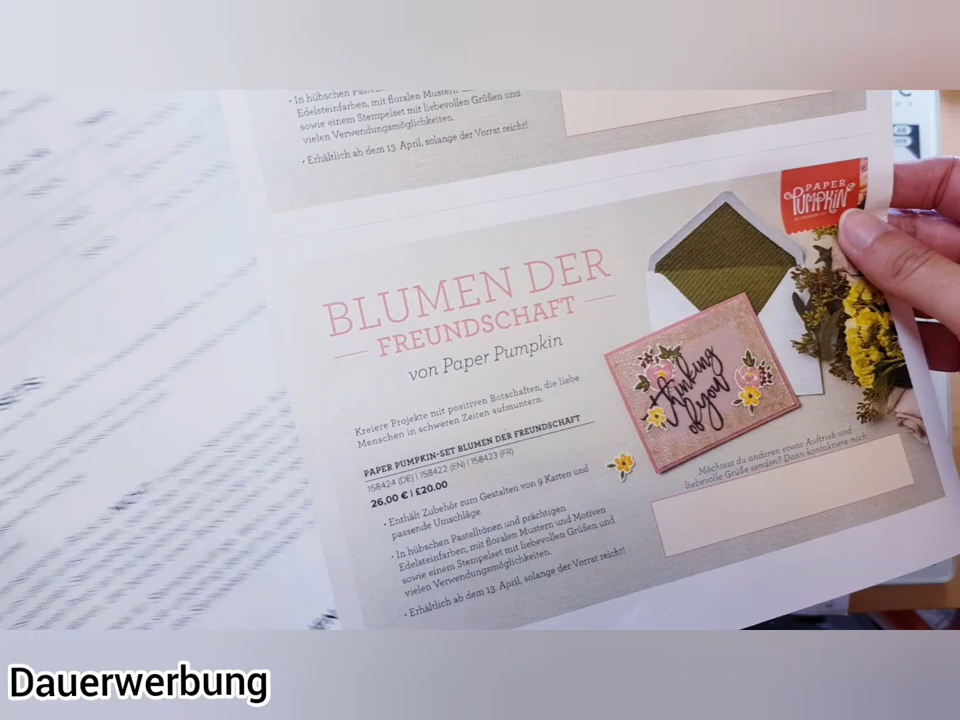 • In hübschen
Edelsteinfarben, mit floralen Mustern
sowie einem Stempelset mit liebevollen Grüßen und
vielen Verwendungsmöglichkeiten.
• Erhältlich ab dem 13. April, solange der Vorrat reicht!
PAPER
PUMPKIN
BLUMEN DER
FREUNDSCHAFT
von Paper Pumpkin
thinking
of you
Kreiere Projekte mit positiven Botschaften, die liebe
Menschen in schweren Zeiten aufmuntern.
PAPER PUMPKIN-SET BLUMEN DER FREUNDSCHAFT
158424 (DE) | 158422 (EN) | 158423 (FR)
26,00 € | £20.00
• Enthält Zubehör zum Gestalten von 9 Karten und
passende Umschläge.
• In hübschen Pastelltönen und prächtigen
Edelsteinfarben, mit floralen Mustern und Motiven
sowie einem Stempelset mit liebevollen Grüßen und
vielen Verwendungsmöglichkeiten.
• Erhältlich ab dem 13. April, solange der Vorrat reicht!
Möchtest du anderen etwas Auftrieb und
liebevolle Grüße senden? Dann kontaktiere mich.
Dauerwerbung